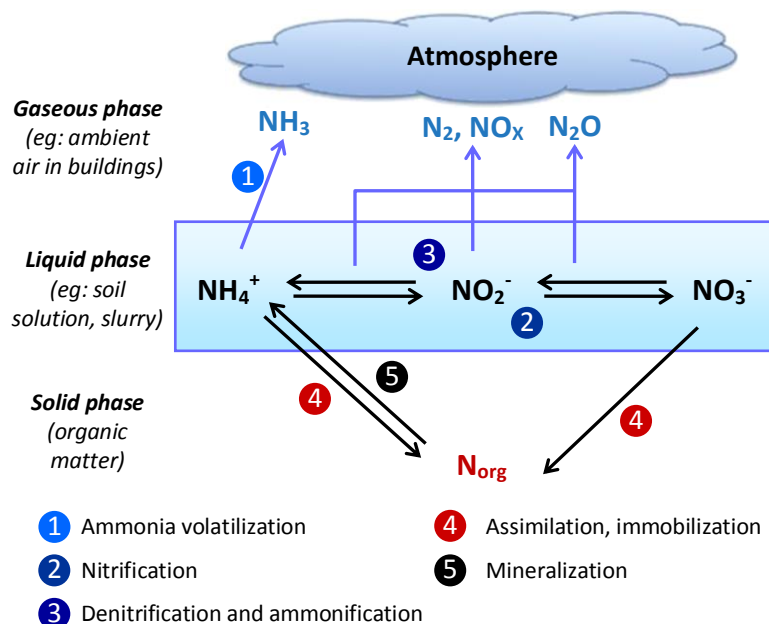 Atmosphere
Gaseous phase
(eg: ambient
air in buildings)
NH₃
N₂, NOₓ
N₂O
1
Liquid phase
(eg: soil
solution, slurry)
3
NH₄⁺
NO₂⁻
NO₃⁻
2
5
4
4
Solid phase
(organic
matter)
N_org
1 Ammonia volatilization
4 Assimilation, immobilization
2 Nitrification
5 Mineralization
3 Denitrification and ammonification